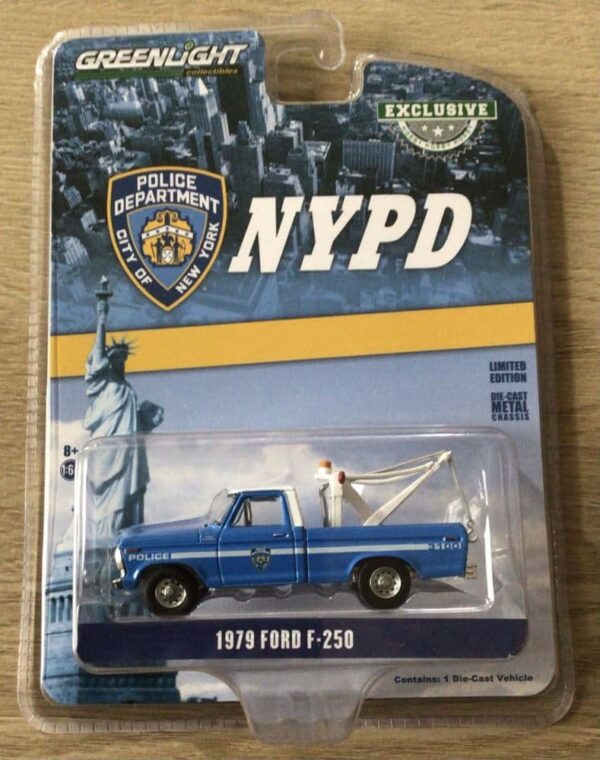 GREENLIGHT
collectibles
EXCLUSIVE
POLICE
DEPARTMENT
CITY OF
NEW YORK
NYPD
LIMITED
EDITION
DIE-CAST
METAL
CHASSIS
8+
POLICE
3100
1979 FORD F-250
Contains: 1 Die-Cast Vehicle